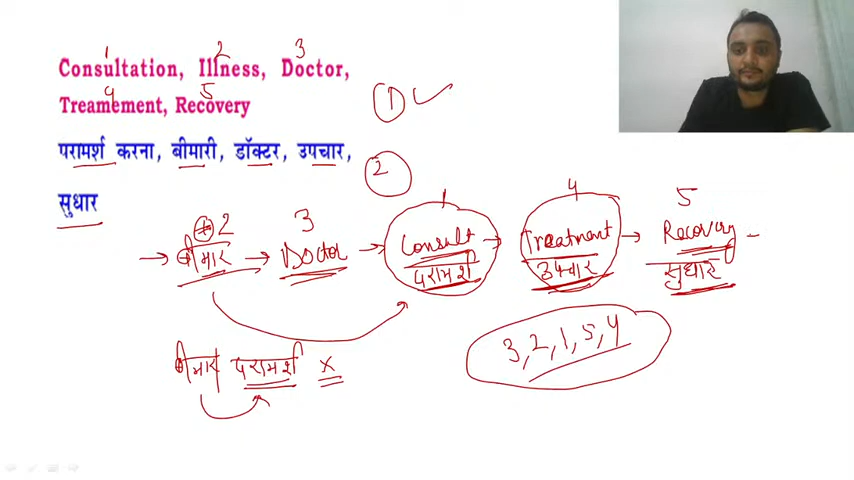 1 2 3
Consultation, Illness, Doctor,
4 5
Treamement, Recovery
1 ✓
परामर्श करना, बीमारी, डॉक्टर, उपचार,
2
सुधार
2 3 1 4 5
→ बीमार → Doctor → Consult → Treatment → Recovery –
परामर्श उपचार सुधार
3, 2, 1, 5, 4
बीमार परामर्श ×